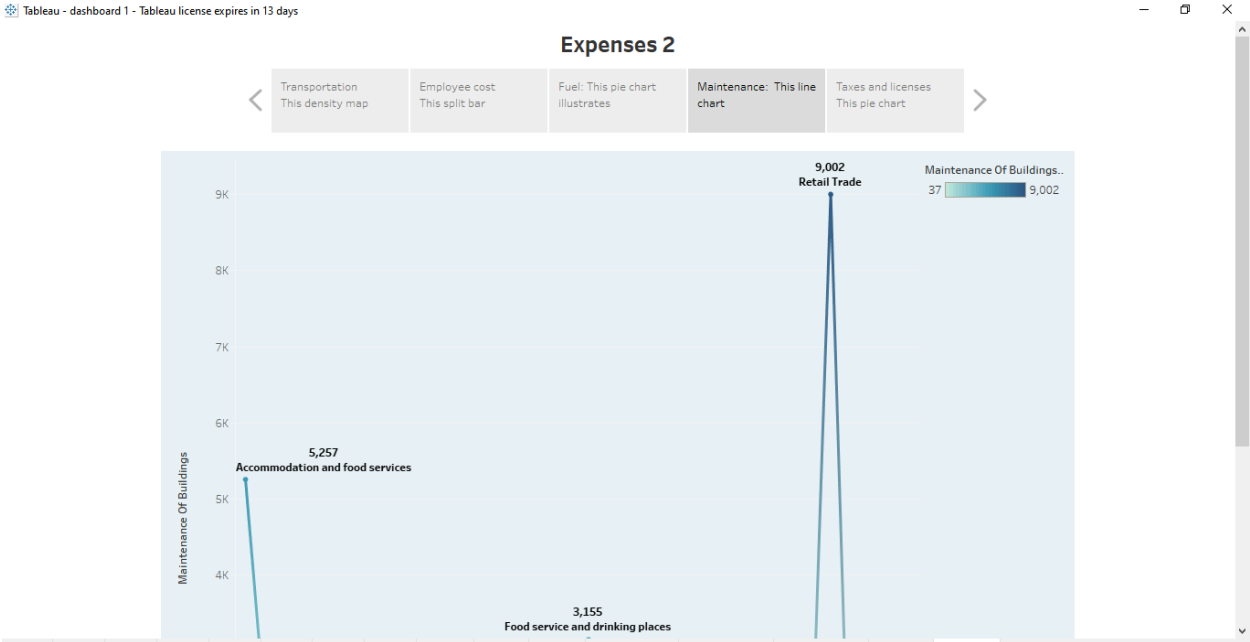 Tableau - dashboard 1 - Tableau license expires in 13 days
Expenses 2
Transportation
This density map
Employee cost
This split bar
Fuel: This pie chart
illustrates
Maintenance: This line
chart
Taxes and licenses
This pie chart
9,002
Retail Trade
Maintenance Of Buildings..
37 9,002
9K
8K
7K
6K
5,257
Accommodation and food services
5K
Maintenance Of Buildings
4K
3,155
Food service and drinking places